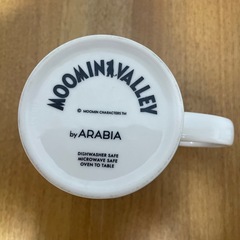 MOOMINVALLEY
© MOOMIN CHARACTERS TM
by ARABIA
DISHWASHER SAFE
MICROWAVE SAFE
OVEN TO TABLE